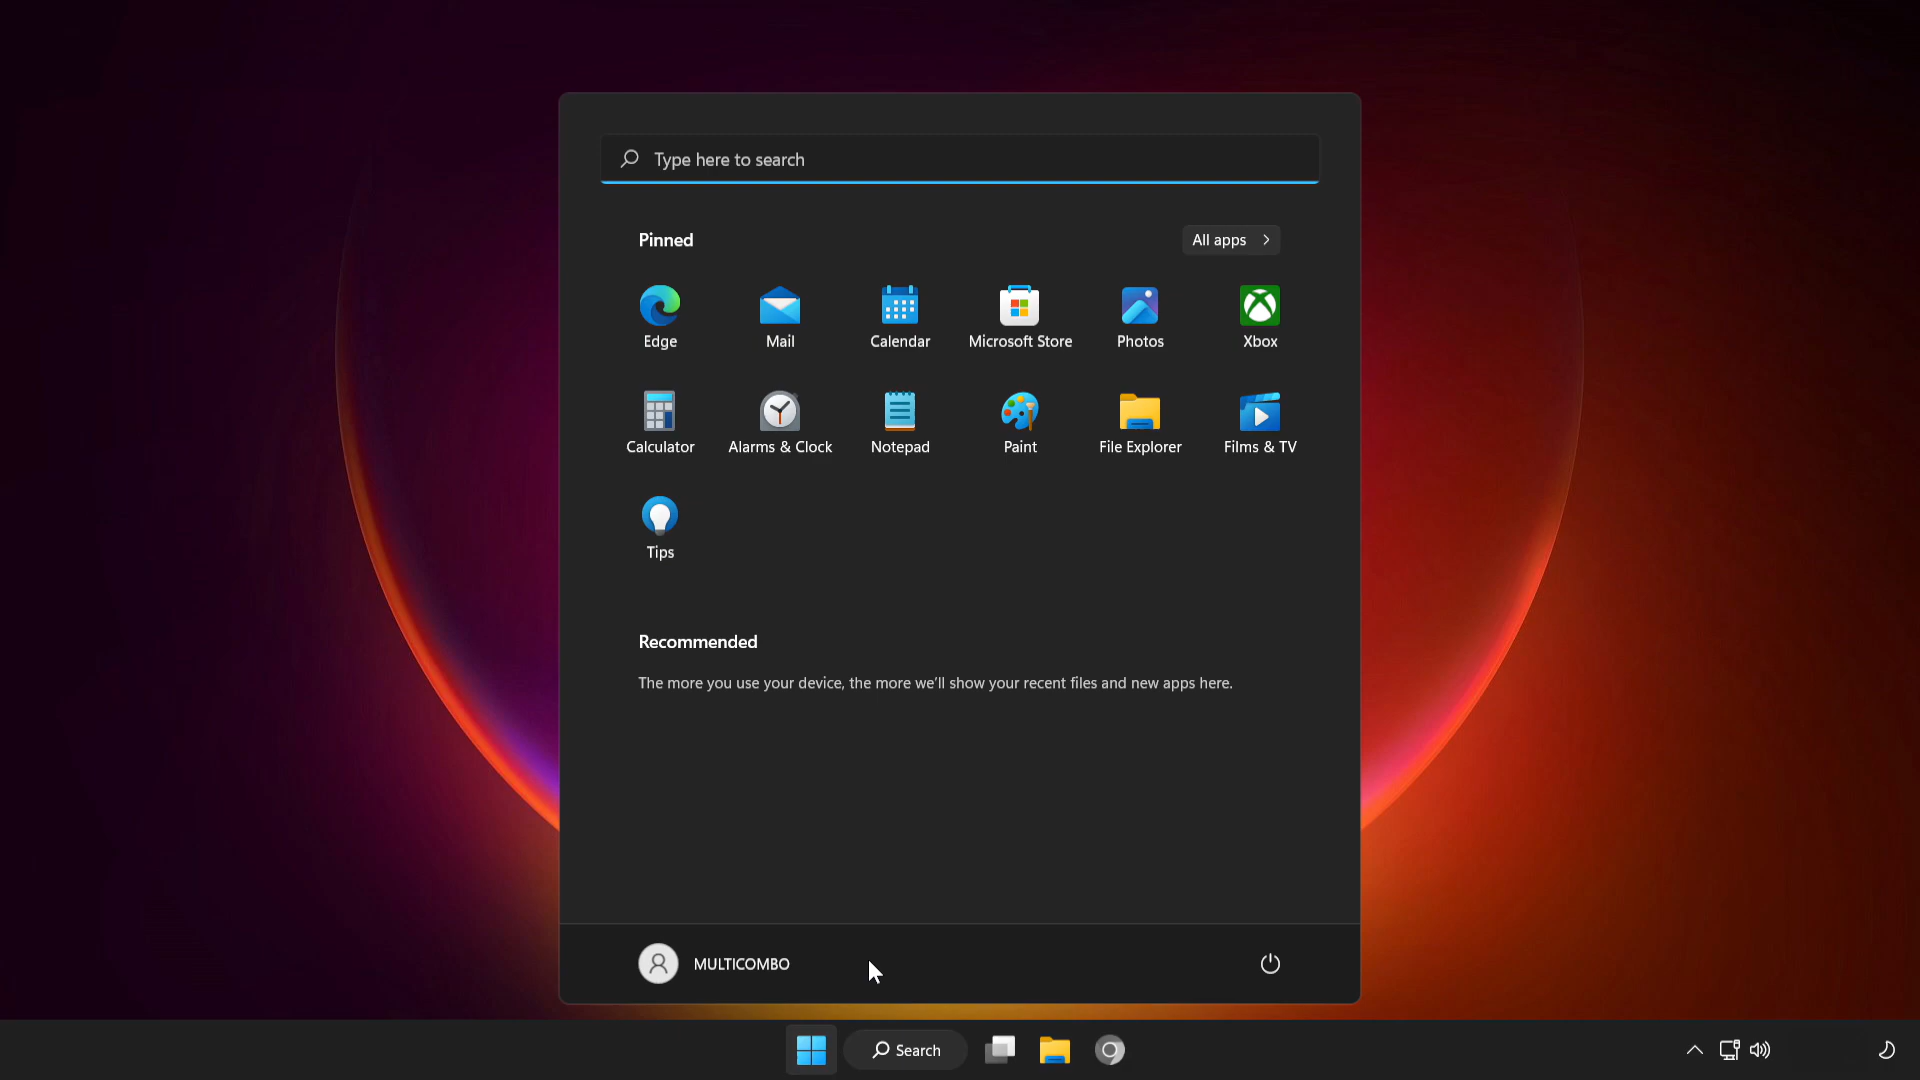 Type here to search
Pinned
All apps
Edge
Mail
Calendar
Microsoft Store
Photos
Xbox
Calculator
Alarms & Clock
Notepad
Paint
File Explorer
Films & TV
Tips
Recommended
The more you use your device, the more we'll show your recent files and new apps here.
MULTICOMBO
Search